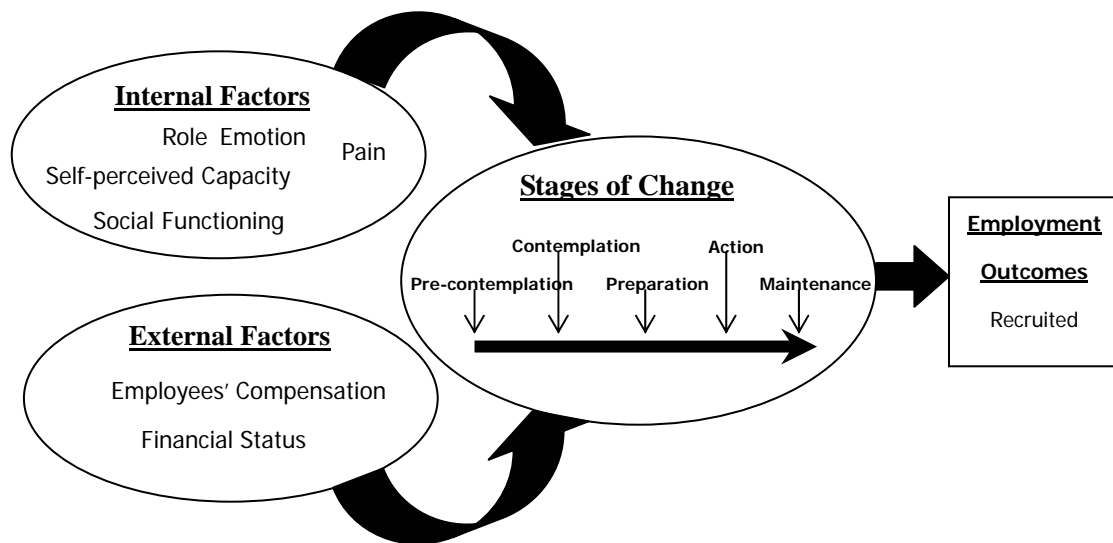 Internal Factors
Role Emotion
Pain
Self-perceived Capacity
Social Functioning
External Factors
Employees’ Compensation
Financial Status
Stages of Change
Contemplation
Action
Pre-contemplation
Preparation
Maintenance
Employment
Outcomes
Recruited